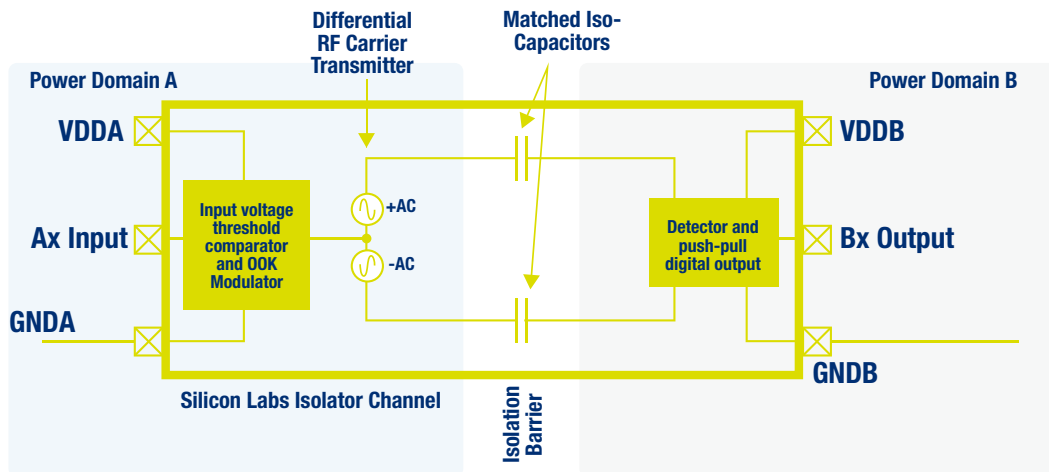 Differential
RF Carrier
Transmitter
Matched Iso-
Capacitors
Power Domain A
Power Domain B
VDDA
VDDB
Ax Input
Input voltage
threshold
comparator
and OOK
Modulator
+AC
-AC
Detector and
push-pull
digital output
Bx Output
GNDA
GNDB
Silicon Labs Isolator Channel
Isolation
Barrier